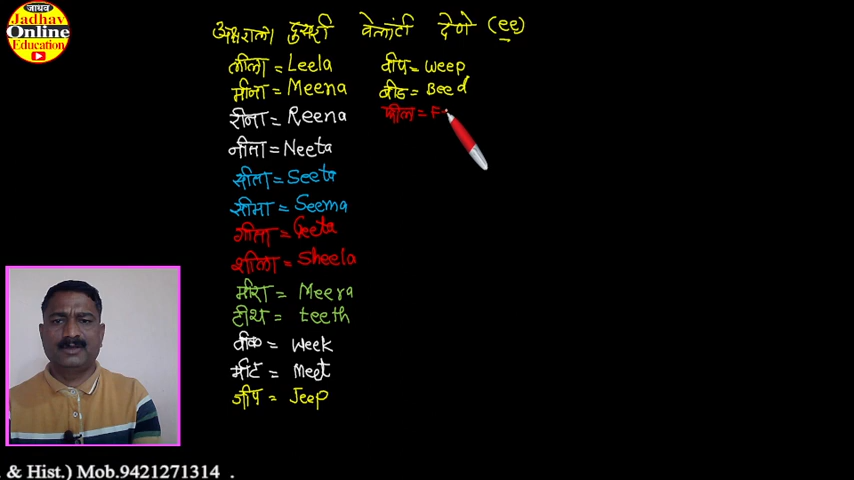 जाधव
Jadhav
Online
Education
अक्षराला दुसरी वेलांटी देणे (ee)
लीला = Leela
मीना = Meena
रीना = Reena
नीता = Neeta
सीता = Seeta
सीमा = Seema
गीता = Geeta
शीला = Sheela
मीरा = Meera
टीथ = teeth
वीक = Week
मीट = Meet
जीप = Jeep
वीप = Weep
बीड = Beed
फील = F
& Hist.) Mob.9421271314 .